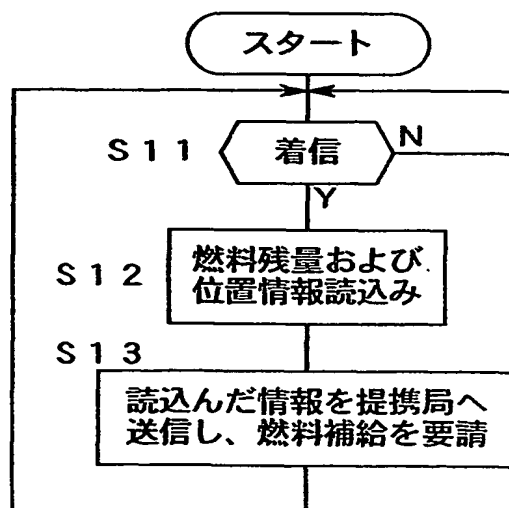 スタート
S11
着信
N
Y
S12
燃料残量および
位置情報読込み
S13
読込んだ情報を提携局へ
送信し、燃料補給を要請